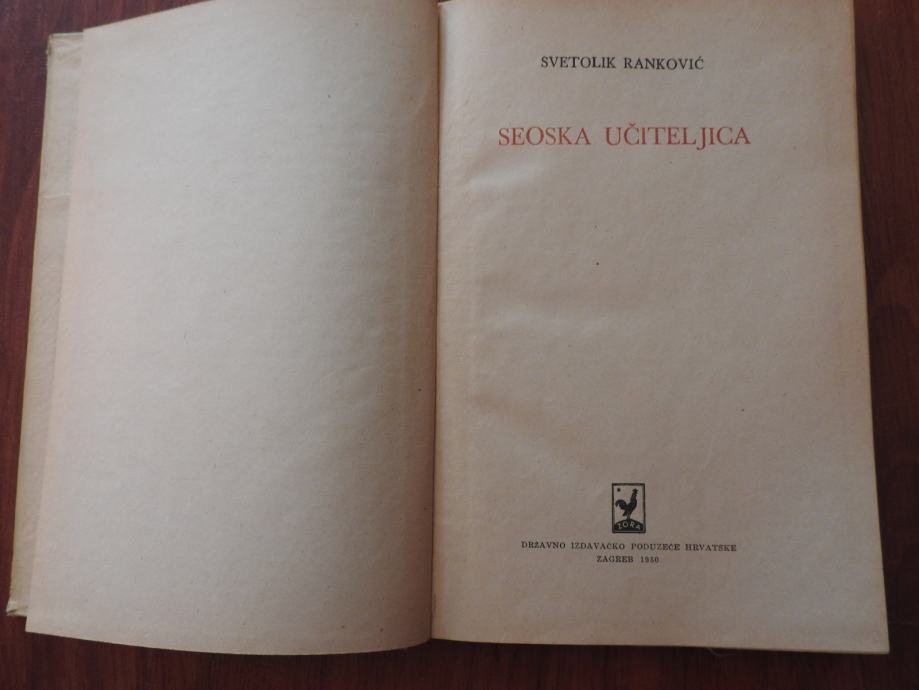 SVETOLIK RANKOVIĆ
SEOSKA UČITELJICA
ZORA
DRŽAVNO IZDAVAČKO PODUZEĆE HRVATSKE
ZAGREB 1950